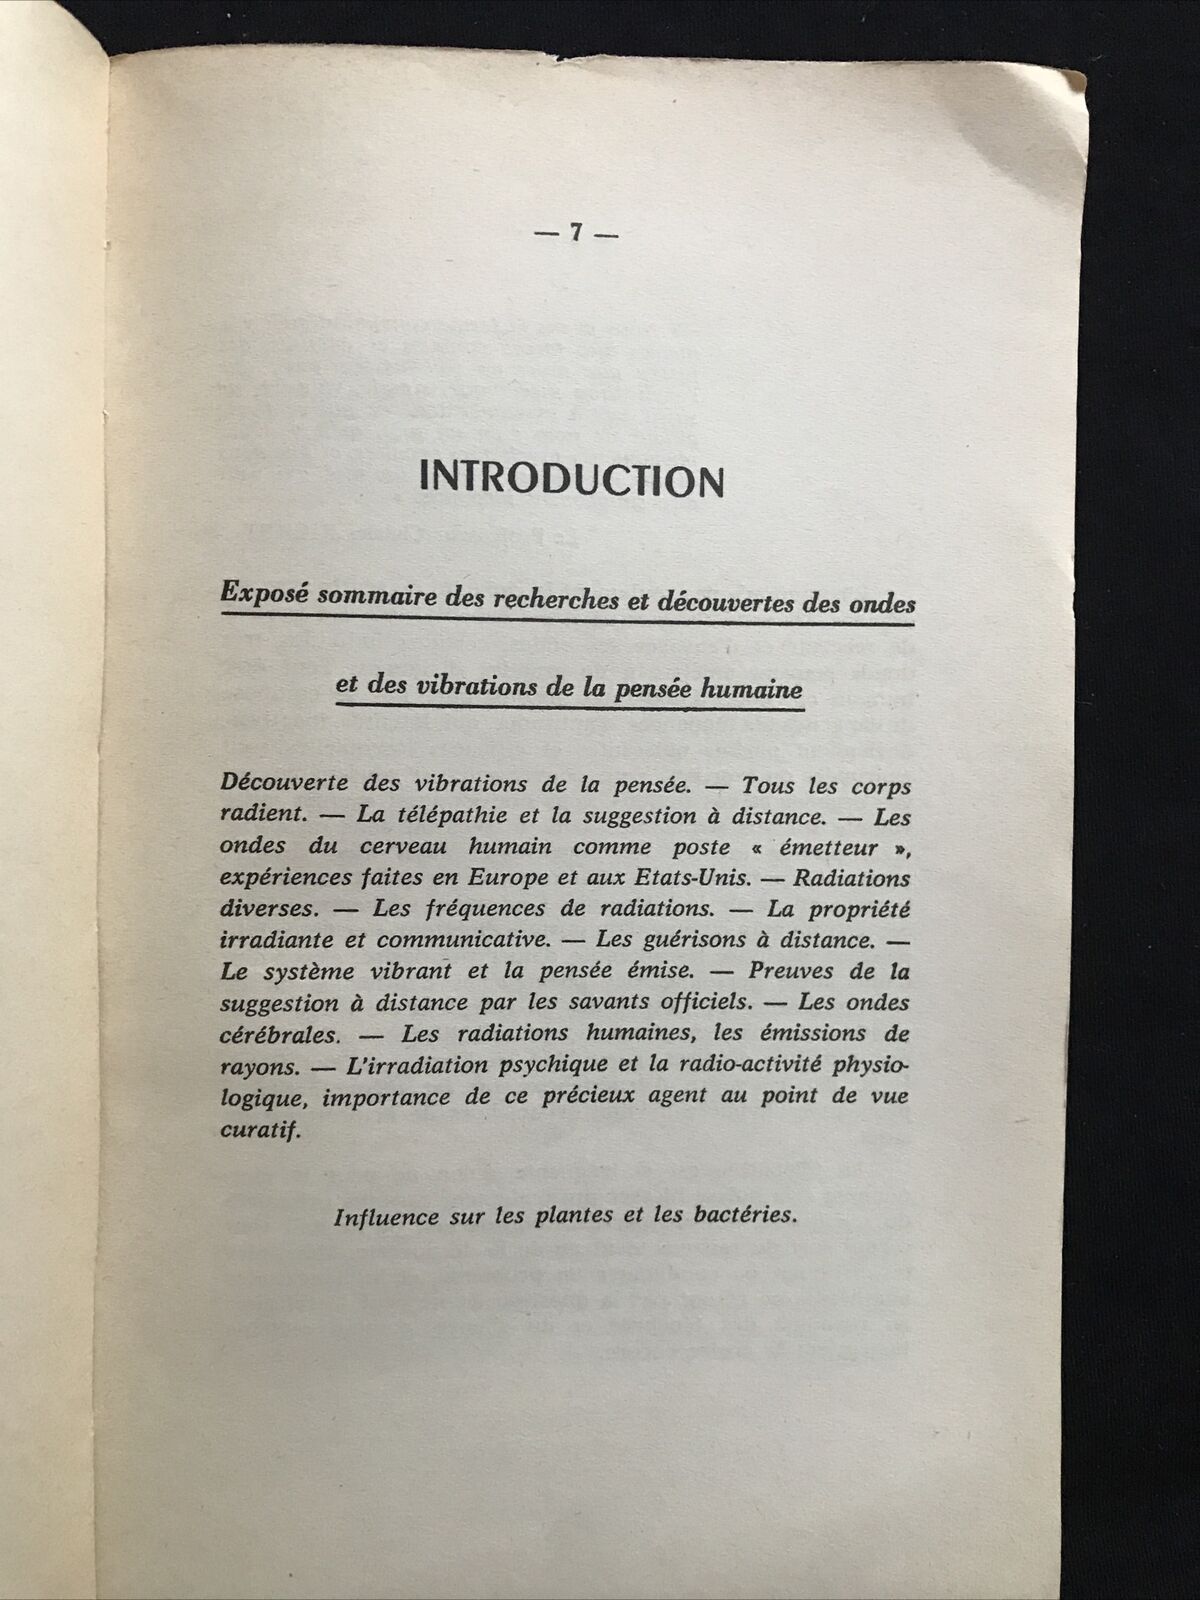 — 7 —
INTRODUCTION
Exposé sommaire des recherches et découvertes des ondes
et des vibrations de la pensée humaine
Découverte des vibrations de la pensée. — Tous les corps
radient. — La télépathie et la suggestion à distance. — Les
ondes du cerveau humain comme poste « émetteur »,
expériences faites en Europe et aux Etats-Unis. — Radiations
diverses. — Les fréquences de radiations. — La propriété
irradiante et communicative. — Les guérisons à distance. —
Le système vibrant et la pensée émise. — Preuves de la
suggestion à distance par les savants officiels. — Les ondes
cérébrales. — Les radiations humaines, les émissions de
rayons. — L'irradiation psychique et la radio-activité physio-
logique, importance de ce précieux agent au point de vue
curatif.
Influence sur les plantes et les bactéries.